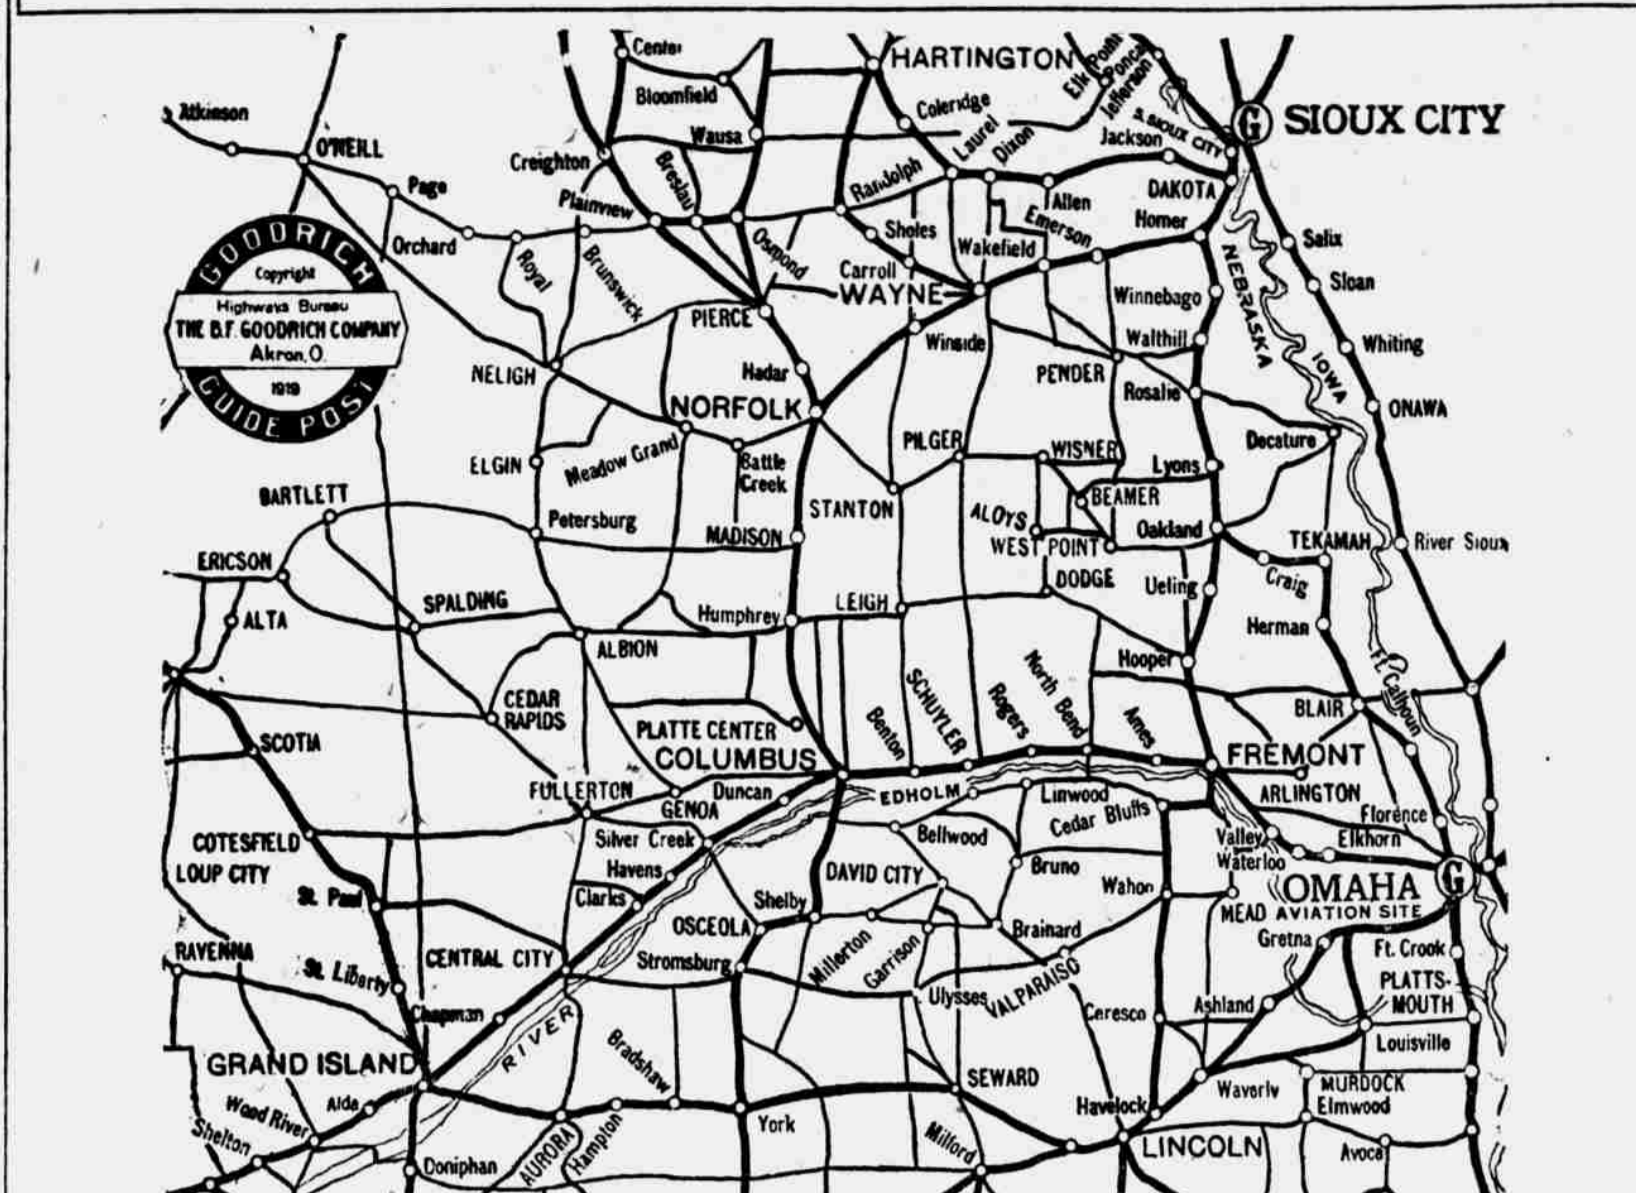 Center
HARTINGTON
Elk Point
Ponca
Jefferson
Bloomfield
Coleridge
SIOUX CITY
G
S. SIOUX CITY
Atkinson
O'NEILL
Wausa
Laurel
Dixon
Jackson
Creighton
Breslau
Randolph
DAKOTA
Page
Plainview
Allen
Emerson
Homer
Orchard
Royal
Brunswick
Osmond
Sholes
Wakefield
Salix
GOODRICH
Copyright
Highways Bureau
THE B.F. GOODRICH COMPANY
Akron, O.
1919
GUIDE POST
Carroll
WAYNE
Winnebago
NEBRASKA
Sloan
PIERCE
Winside
Walthill
IOWA
Whiting
NELIGH
Hadar
PENDER
Rosalie
ONAWA
NORFOLK
Meadow Grand
Battle
Creek
PILGER
WISNER
Lyons
Decature
ELGIN
BARTLETT
Petersburg
STANTON
ALOYS
BEAMER
Oakland
TEKAMAH
River Sioux
MADISON
WEST POINT
ERICSON
DODGE
Ueling
Craig
ALTA
SPALDING
Humphrey
LEIGH
Herman
ALBION
Hooper
Ft. Calhoun
CEDAR
RAPIDS
PLATTE CENTER
Benton
SCHUYLER
Rogers
North Bend
Ames
BLAIR
SCOTIA
COLUMBUS
FREMONT
FULLERTON
GENOA
Duncan
EDHOLM
Linwood
Cedar Bluffs
ARLINGTON
Florence
COTESFIELD
Silver Creek
Bellwood
Valley
Elkhorn
LOUP CITY
Havens
DAVID CITY
Bruno
Waterloo
St. Paul
Clarks
Shelby
Wahoo
OMAHA
G
MEAD
AVIATION SITE
OSCEOLA
Brainard
Gretna
Ft. Crook
RAVENNA
St. Liberty
CENTRAL CITY
Stromsburg
Millerton
Garrison
Ulysses
VALPARAISO
Ashland
PLATTS-
MOUTH
Chapman
RIVER
Ceresco
Louisville
GRAND ISLAND
Bradshaw
SEWARD
Waverly
MURDOCK
Elmwood
Alda
Wood River
Shelton
York
Havelock
Doniphan
AURORA
Hampton
Milford
LINCOLN
Avoca